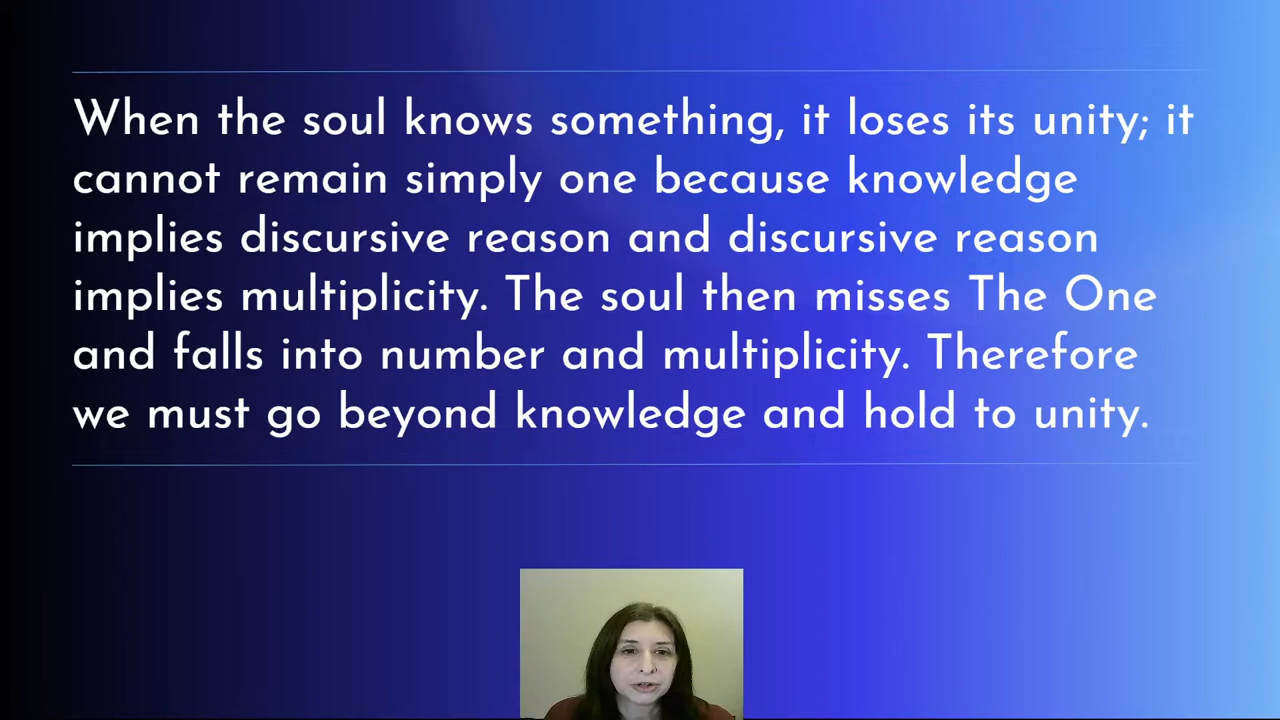 When the soul knows something, it loses its unity; it
cannot remain simply one because knowledge
implies discursive reason and discursive reason
implies multiplicity. The soul then misses The One
and falls into number and multiplicity. Therefore
we must go beyond knowledge and hold to unity.